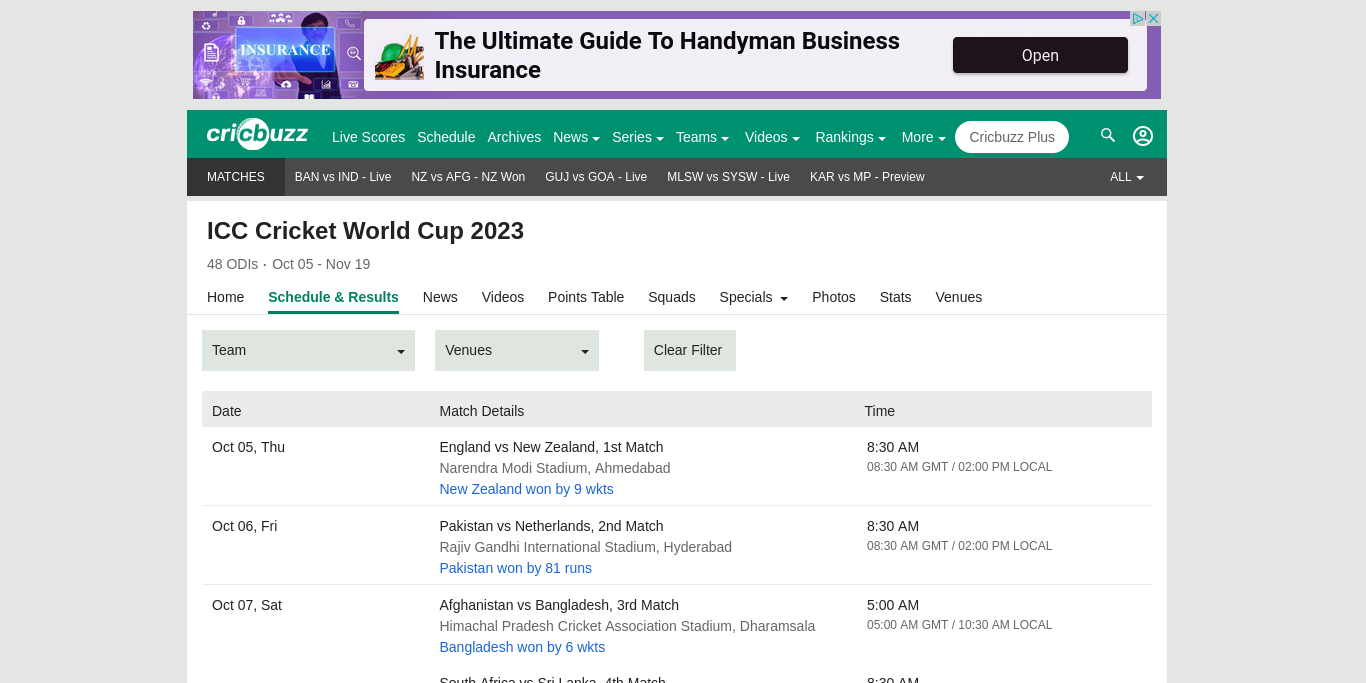 INSURANCE
The Ultimate Guide To Handyman Business
Insurance
Open
cricbuzz
Live Scores Schedule Archives News Series Teams Videos Rankings More Cricbuzz Plus
MATCHES BAN vs IND - Live NZ vs AFG - NZ Won GUJ vs GOA - Live MLSW vs SYSW - Live KAR vs MP - Preview ALL
ICC Cricket World Cup 2023
48 ODIs · Oct 05 - Nov 19
Home Schedule & Results News Videos Points Table Squads Specials Photos Stats Venues
Team Venues Clear Filter
Date Match Details Time
Oct 05, Thu England vs New Zealand, 1st Match 8:30 AM
Narendra Modi Stadium, Ahmedabad 08:30 AM GMT / 02:00 PM LOCAL
New Zealand won by 9 wkts
Oct 06, Fri Pakistan vs Netherlands, 2nd Match 8:30 AM
Rajiv Gandhi International Stadium, Hyderabad 08:30 AM GMT / 02:00 PM LOCAL
Pakistan won by 81 runs
Oct 07, Sat Afghanistan vs Bangladesh, 3rd Match 5:00 AM
Himachal Pradesh Cricket Association Stadium, Dharamsala 05:00 AM GMT / 10:30 AM LOCAL
Bangladesh won by 6 wkts
South Africa vs Sri Lanka, 4th Match 8:30 AM